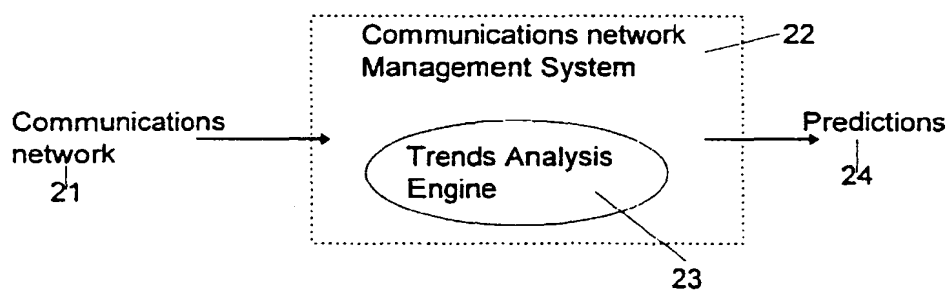 Communications network
Management System
22
Communications
network
21
Trends Analysis
Engine
Predictions
24
23